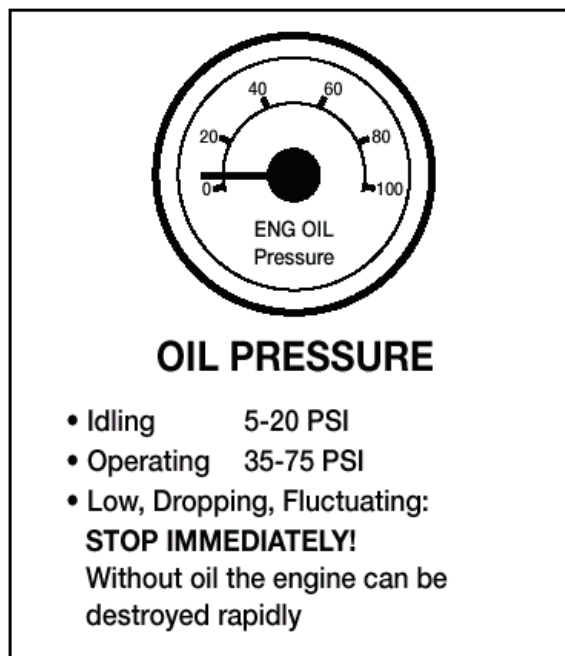 40 60
20 80
0 100
ENG OIL
Pressure
OIL PRESSURE
• Idling 5-20 PSI
• Operating 35-75 PSI
• Low, Dropping, Fluctuating:
STOP IMMEDIATELY!
Without oil the engine can be
destroyed rapidly